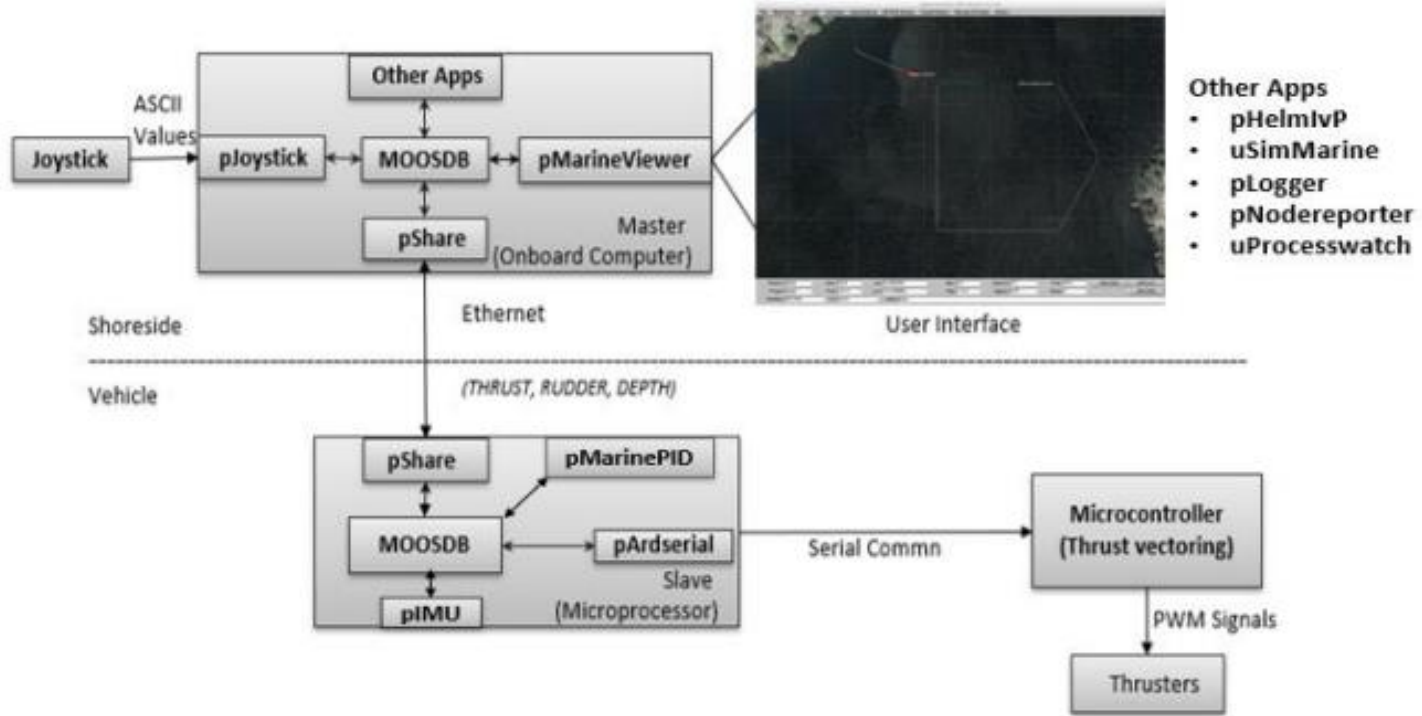 Other Apps
ASCII
Values
Joystick
pJoystick
MOOSDB
pMarineViewer
pShare
Master
(Onboard Computer)
Other Apps
• pHelmIvP
• uSimMarine
• pLogger
• pNodereporter
• uProcesswatch
User Interface
Ethernet
Shoreside
Vehicle
(THRUST, RUDDER, DEPTH)
pShare
pMarinePID
MOOSDB
pArdserial
Slave
(Microprocessor)
pIMU
Serial Commn
Microcontroller
(Thrust vectoring)
PWM Signals
Thrusters